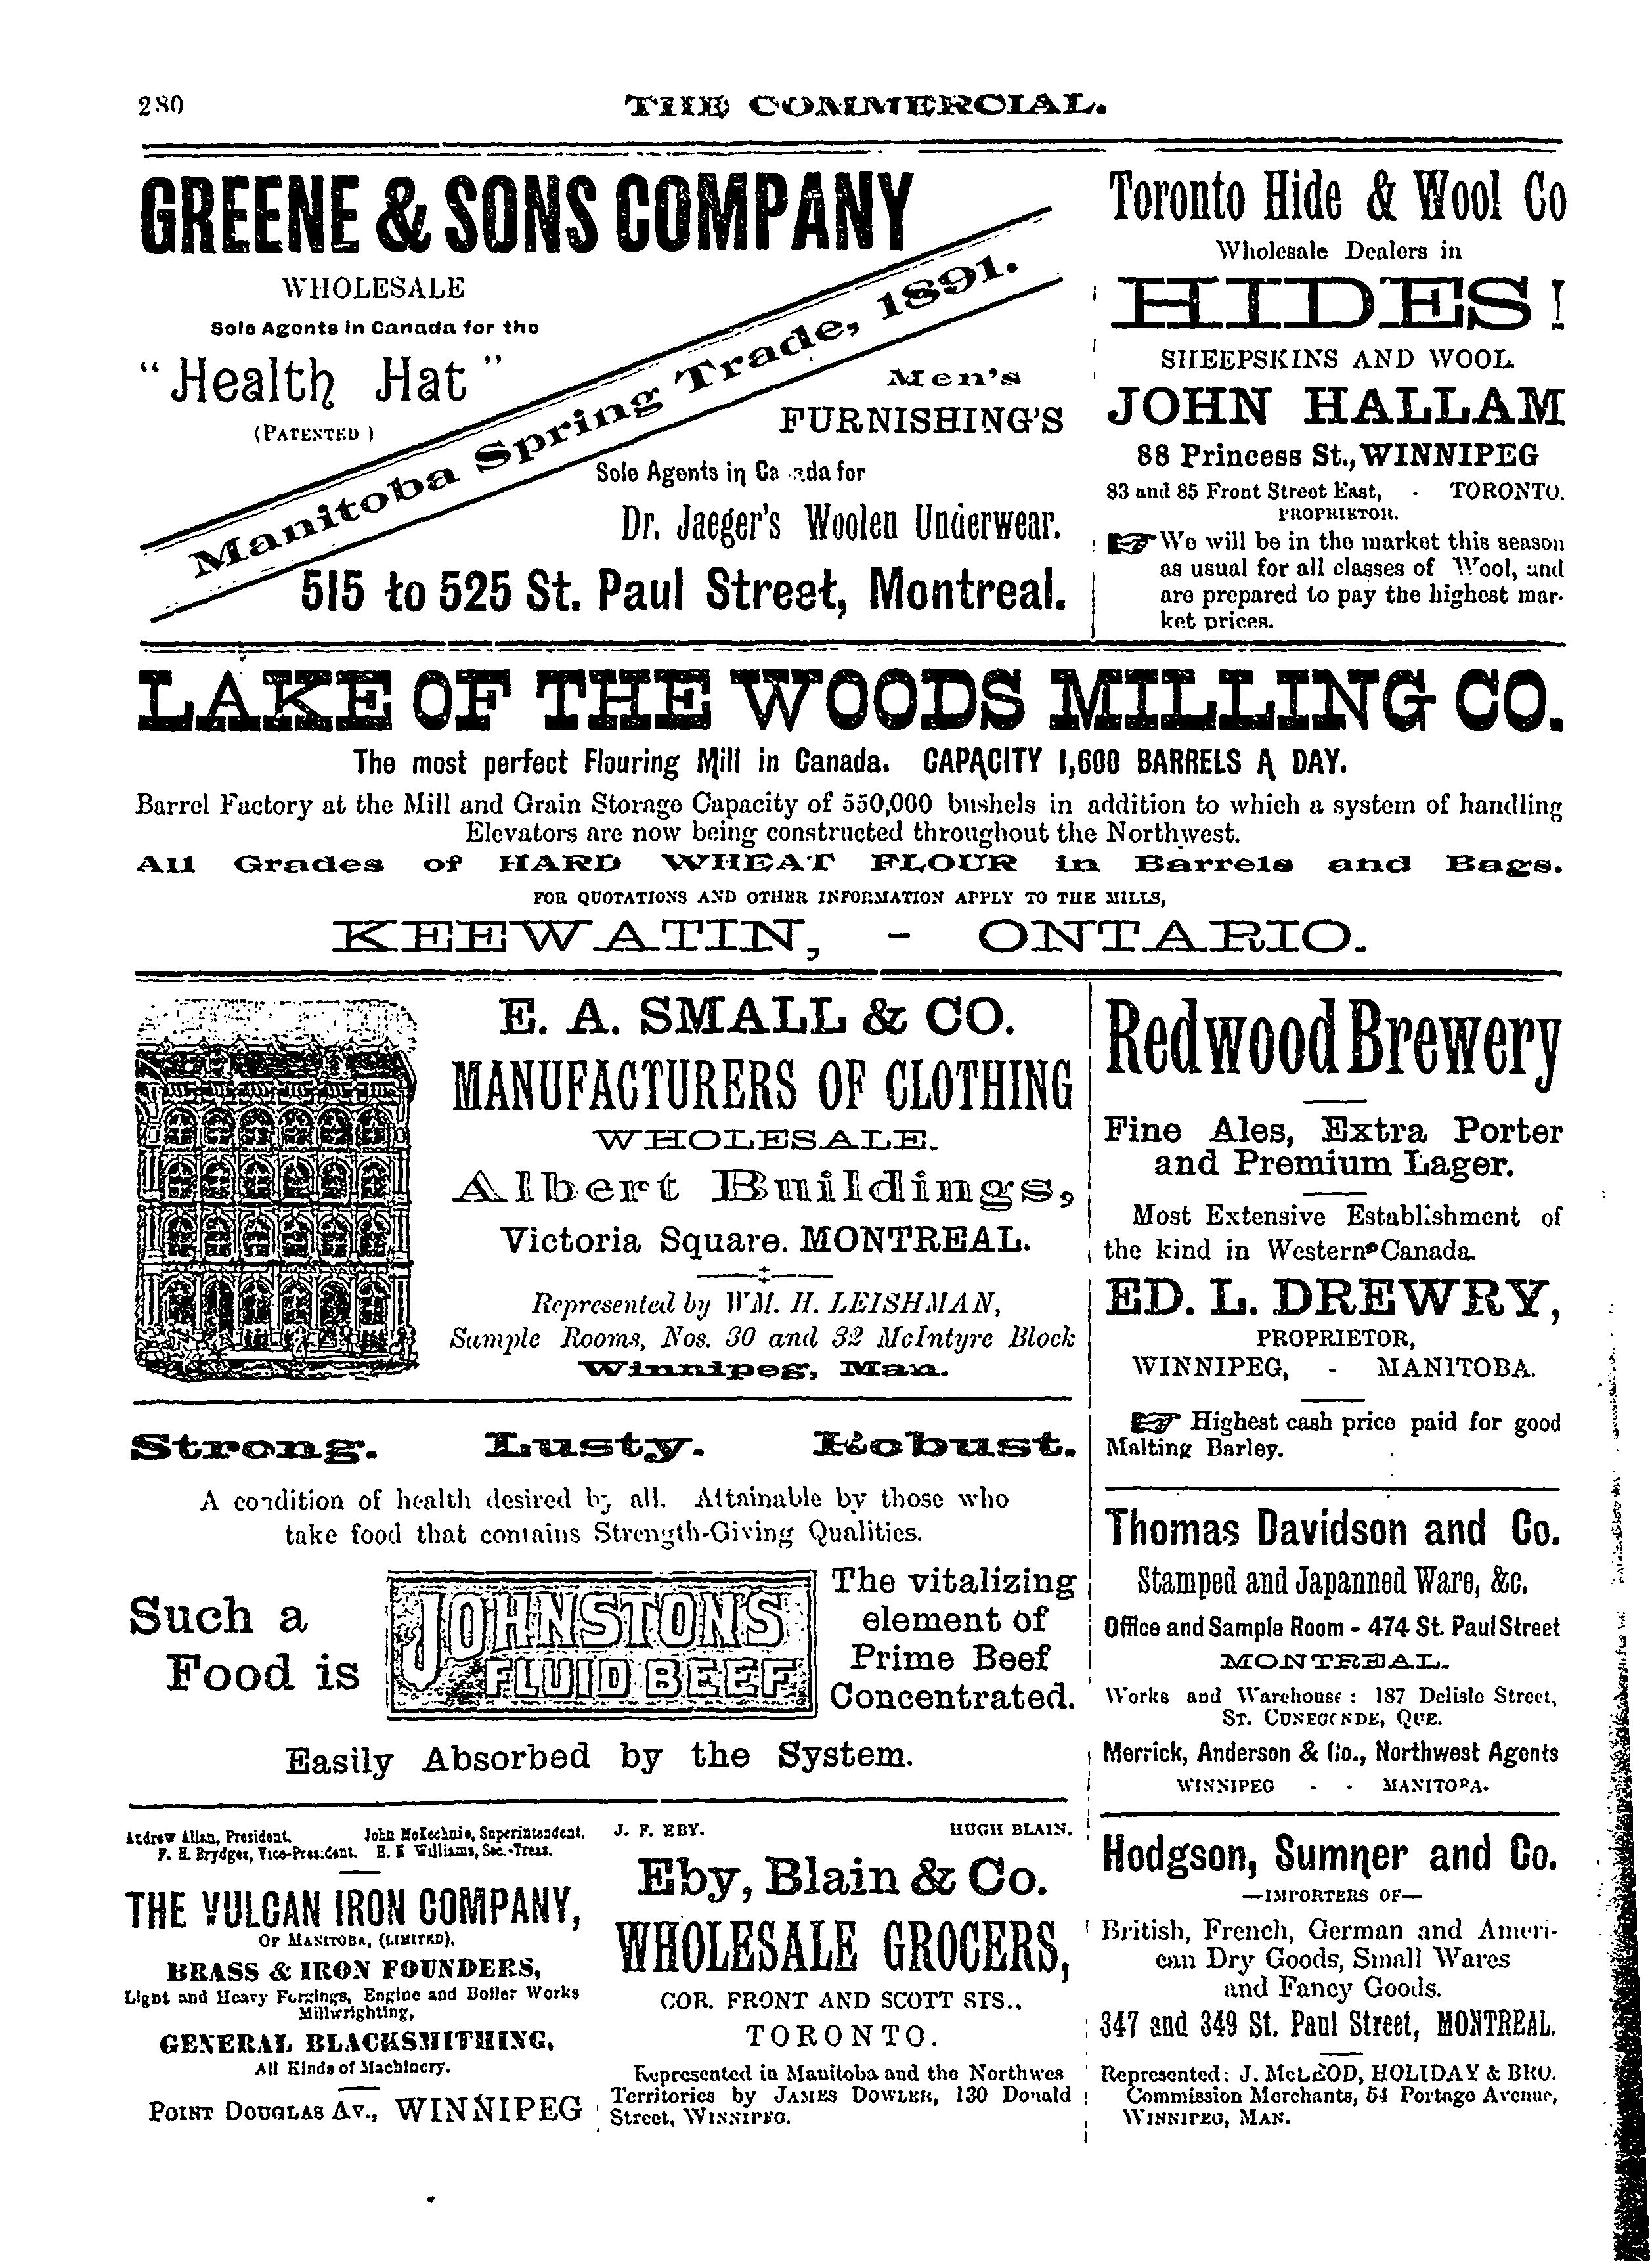 280
THE COMMERCIAL.
GREENE & SONS COMPANY
WHOLESALE
Sole Agents in Canada for the
"Health Hat"
(PATENTED)
Manitoba Spring Trade, 1891.
Men's
FURNISHING'S
Sole Agents in Canada for
Dr. Jaeger's Woolen Underwear.
515 to 525 St. Paul Street, Montreal.
Toronto Hide & Wool Co
Wholesale Dealers in
HIDES!
SHEEPSKINS AND WOOL
JOHN HALLAM
88 Princess St., WINNIPEG
83 and 85 Front Street East, - TORONTO.
PROPRIETOR.
☞ We will be in the market this season
as usual for all classes of Wool, and
are prepared to pay the highest mar-
ket prices.
LAKE OF THE WOODS MILLING CO.
The most perfect Flouring Mill in Canada. CAPACITY 1,600 BARRELS A DAY.
Barrel Factory at the Mill and Grain Storage Capacity of 550,000 bushels in addition to which a system of handling
Elevators are now being constructed throughout the Northwest.
All Grades of HARD WHEAT FLOUR in Barrels and Bags.
FOR QUOTATIONS AND OTHER INFORMATION APPLY TO THE MILLS,
KEEWATIN, - ONTARIO.
E. A. SMALL & CO.
MANUFACTURERS OF CLOTHING
WHOLESALE.
Albert Buildings,
Victoria Square. MONTREAL.
Represented by WM. H. LEISHMAN,
Sample Rooms, Nos. 30 and 32 McIntyre Block
Winnipeg, Man.
Redwood Brewery
Fine Ales, Extra Porter
and Premium Lager.
Most Extensive Establishment of
the kind in Western Canada
ED. L. DREWRY,
PROPRIETOR,
WINNIPEG, - MANITOBA.
☞ Highest cash price paid for good
Malting Barley.
Strong. Lusty. Robust.
A condition of health desired by all. Attainable by those who
take food that contains Strength-Giving Qualities.
Such a
Food is
JOHNSTON'S
FLUID BEEF
The vitalizing
element of
Prime Beef
Concentrated.
Easily Absorbed by the System.
Thomas Davidson and Co.
Stamped and Japanned Ware, &c.
Office and Sample Room - 474 St. Paul Street
MONTREAL.
Works and Warehouse: 187 Delisle Street,
ST. CUNEGONDE, QUE.
Merrick, Anderson & Co., Northwest Agents
WINNIPEG - - MANITOBA.
Andrew Allan, President. John McKechnie, Superintendent.
F. H. Brydges, Vice-President. H. Williams, Sec.-Treas.
THE VULCAN IRON COMPANY,
OF MANITOBA, (LIMITED),
BRASS & IRON FOUNDERS,
Light and Heavy Forgings, Engine and Boiler Works
Millwrighting,
GENERAL BLACKSMITHING,
All Kinds of Machinery.
POINT DOUGLAS AV., WINNIPEG
J. F. EBY. HUGH BLAIN.
Eby, Blain & Co.
WHOLESALE GROCERS,
COR. FRONT AND SCOTT STS.,
TORONTO.
Represented in Manitoba and the Northwes
Territories by JAMES DOWLER, 130 Donald
Street, WINNIPEG.
Hodgson, Sumner and Co.
—IMPORTERS OF—
British, French, German and Ameri-
can Dry Goods, Small Wares
and Fancy Goods.
347 and 349 St. Paul Street, MONTREAL.
Represented: J. McLEOD, HOLIDAY & BRO.
Commission Merchants, 54 Portage Avenue,
WINNIPEG, MAN.